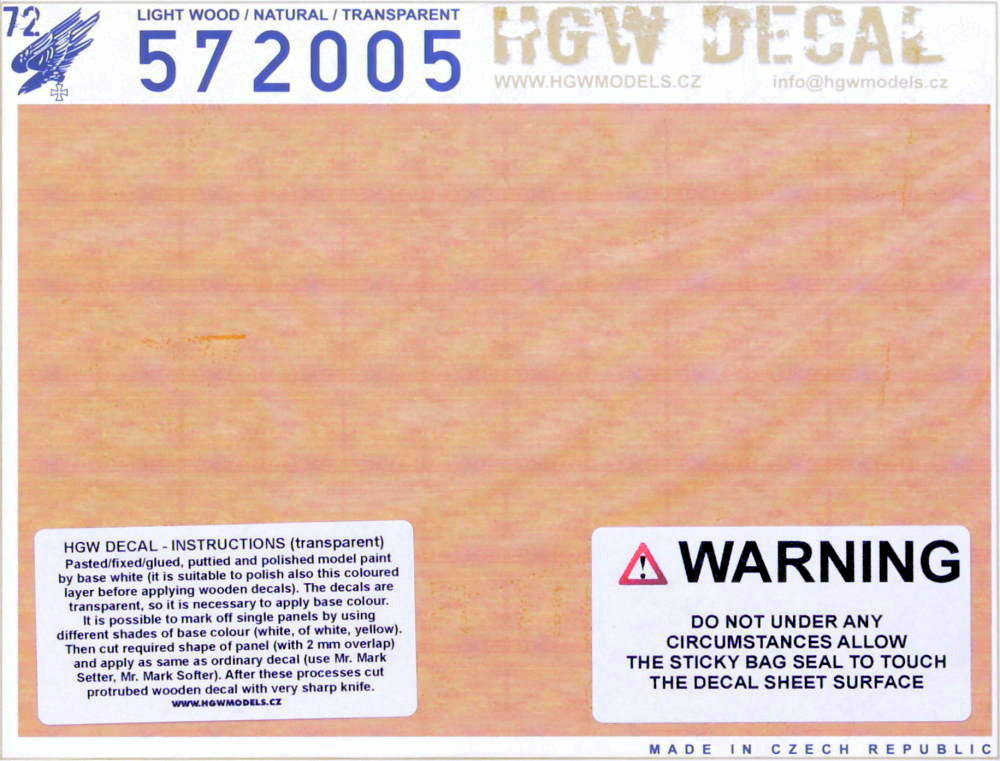 72
LIGHT WOOD / NATURAL / TRANSPARENT
572005
HGW DECAL
WWW.HGWMODELS.CZ info@hgwmodels.cz
HGW DECAL - INSTRUCTIONS (transparent)
Pasted/fixed/glued, puttied and polished model paint
by base white (it is suitable to polish also this coloured
layer before applying wooden decals). The decals are
transparent, so it is necessary to apply base colour.
It is possible to mark off single panels by using
different shades of base colour (white, of white, yellow).
Then cut required shape of panel (with 2 mm overlap)
and apply as same as ordinary decal (use Mr. Mark
Setter, Mr. Mark Softer). After these processes cut
protrubed wooden decal with very sharp knife.
WWW.HGWMODELS.CZ
WARNING
DO NOT UNDER ANY
CIRCUMSTANCES ALLOW
THE STICKY BAG SEAL TO TOUCH
THE DECAL SHEET SURFACE
MADE IN CZECH REPUBLIC